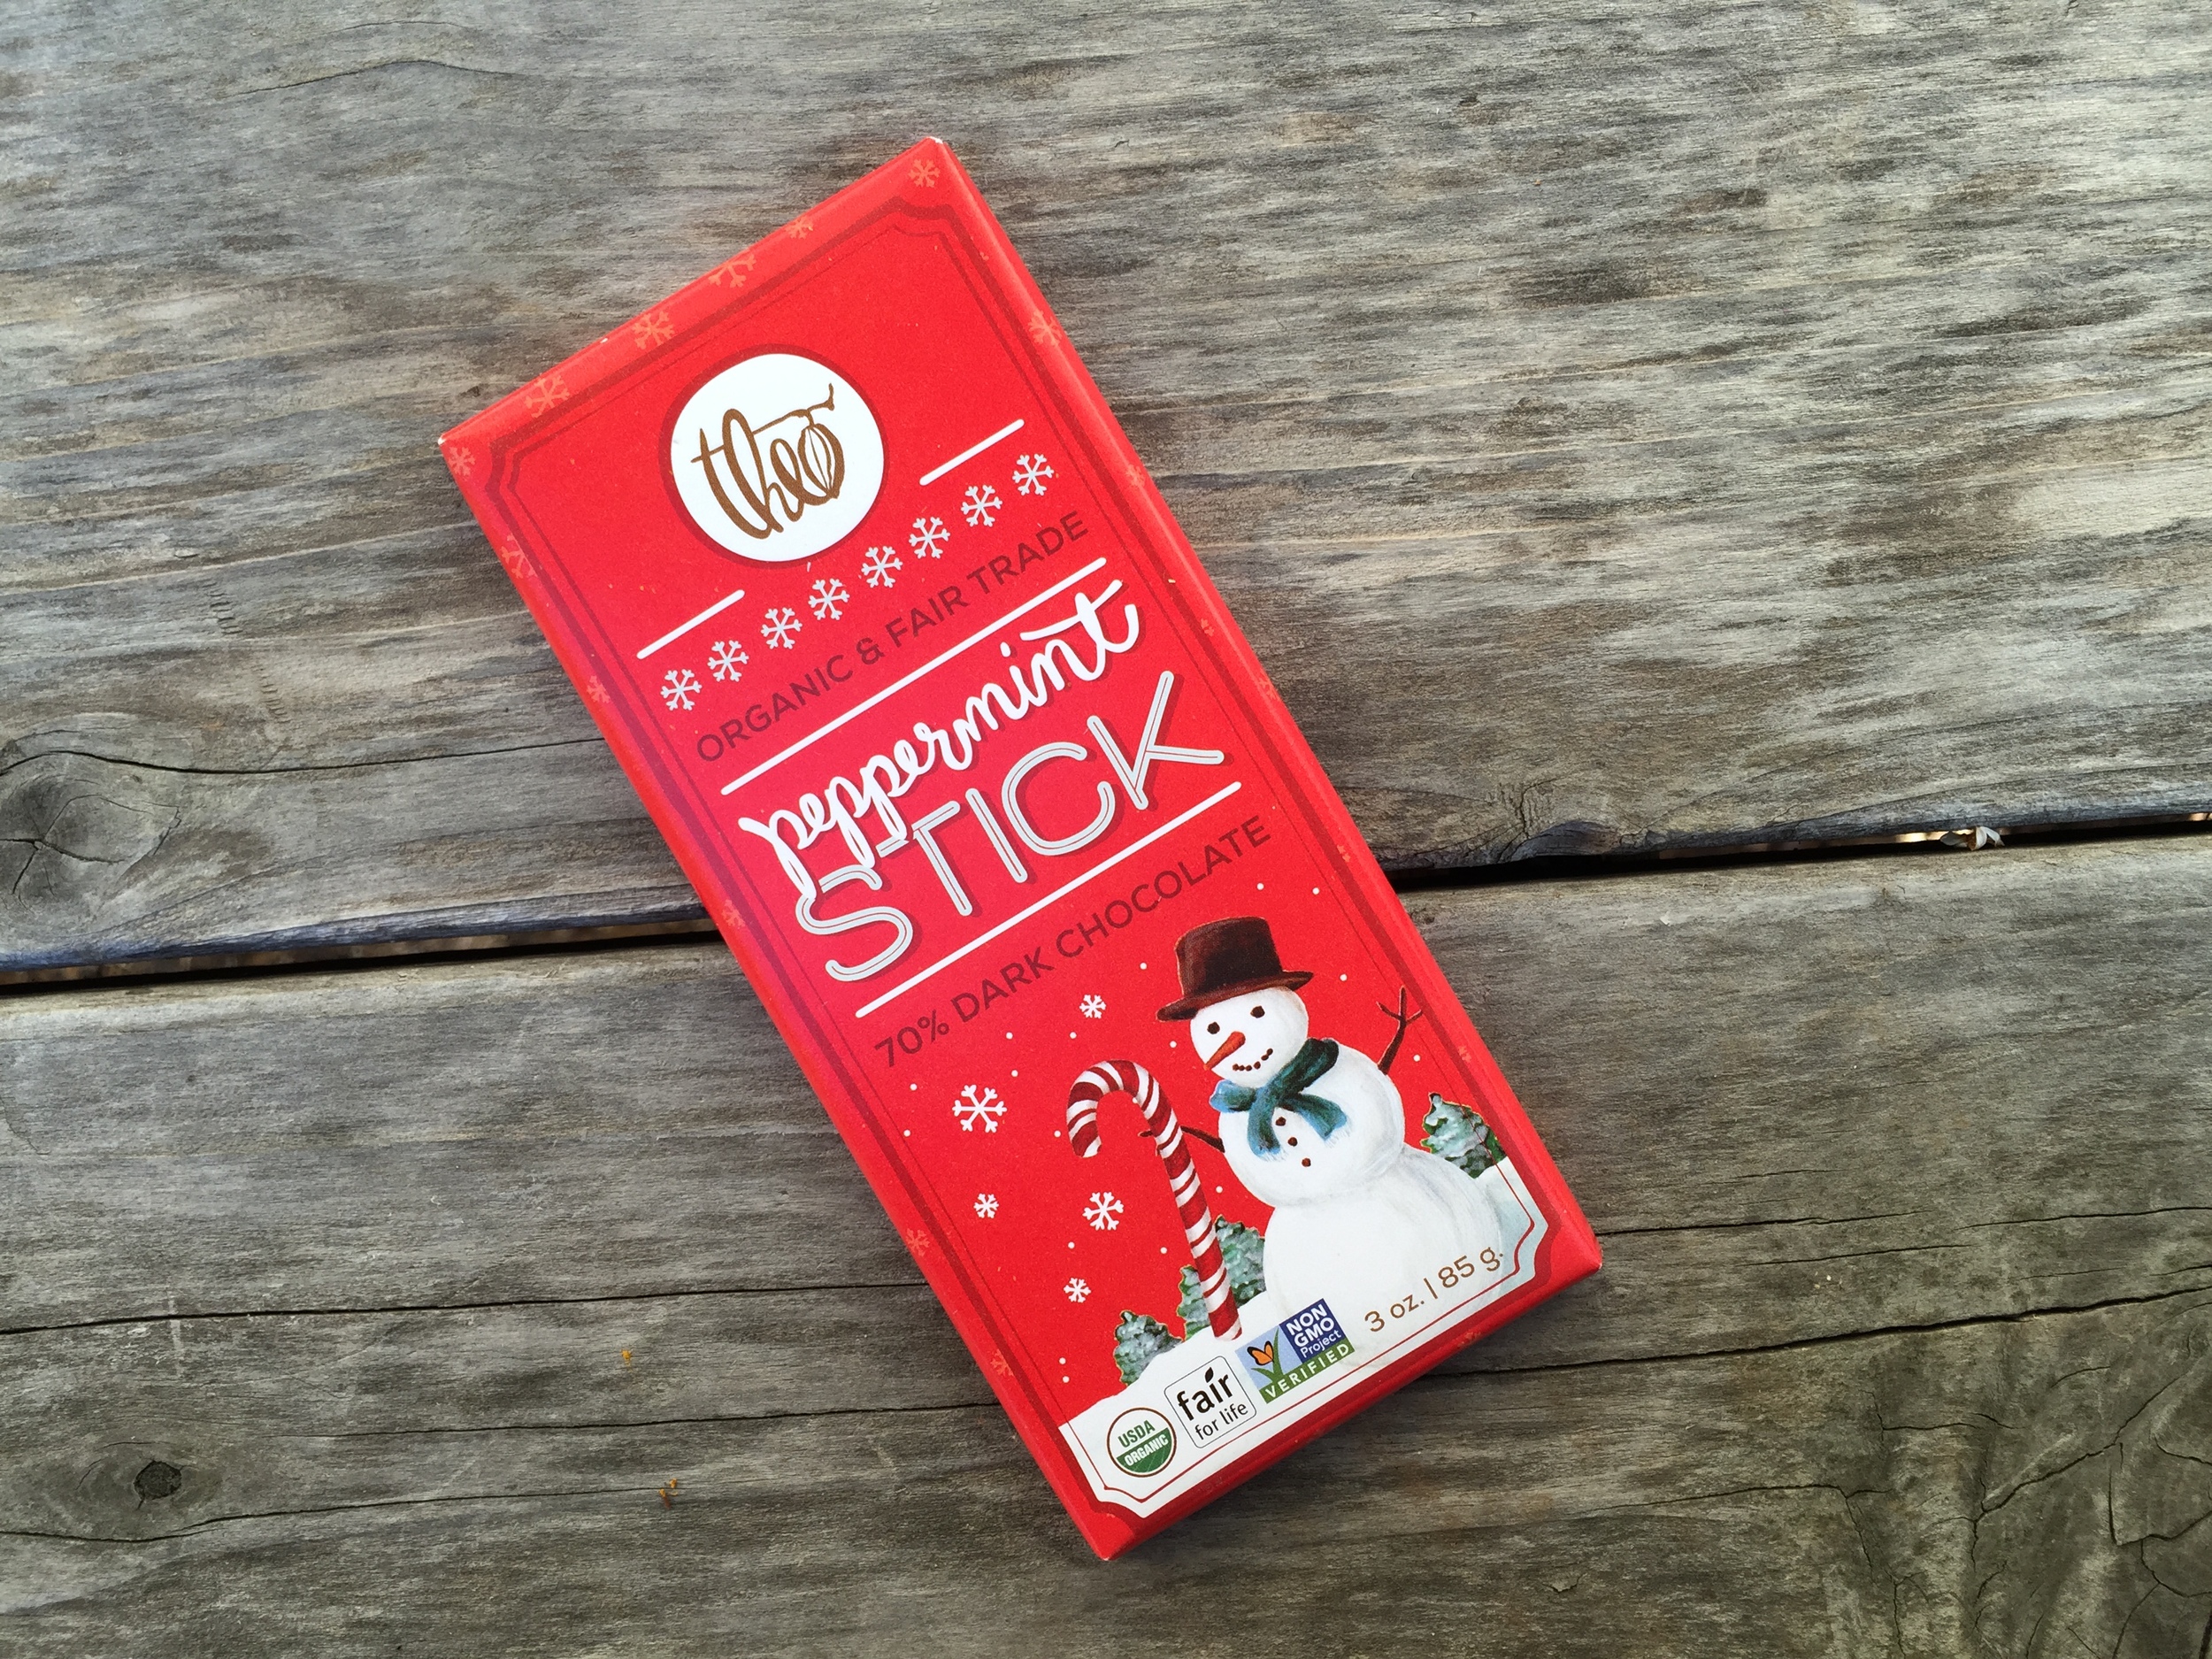 theo
ORGANIC & FAIR TRADE
peppermint
STICK
70% DARK CHOCOLATE
3 oz. | 85 g.
NON
GMO
Project
VERIFIED
fair
for life
USDA
ORGANIC